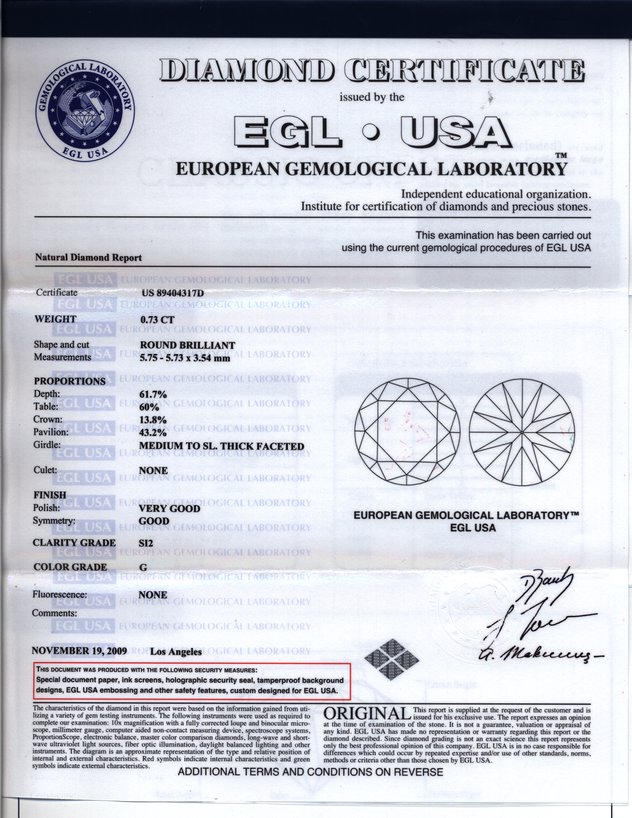 GEMOLOGICAL LABORATORY
EGL USA
DIAMOND CERTIFICATE
issued by the
EGL • USA
EUROPEAN GEMOLOGICAL LABORATORY™
Independent educational organization.
Institute for certification of diamonds and precious stones.
This examination has been carried out
using the current gemological procedures of EGL USA
Natural Diamond Report
Certificate US 89404317D
WEIGHT 0.73 CT
Shape and cut ROUND BRILLIANT
Measurements 5.75 - 5.73 x 3.54 mm
PROPORTIONS
Depth: 61.7%
Table: 60%
Crown: 13.8%
Pavilion: 43.2%
Girdle: MEDIUM TO SL. THICK FACETED
Culet: NONE
FINISH
Polish: VERY GOOD
Symmetry: GOOD
CLARITY GRADE SI2
COLOR GRADE G
Fluorescence: NONE
Comments:
EUROPEAN GEMOLOGICAL LABORATORY™
EGL USA
NOVEMBER 19, 2009 Los Angeles
THIS DOCUMENT WAS PRODUCED WITH THE FOLLOWING SECURITY MEASURES:
Special document paper, ink screens, holographic security seal, tamperproof background
designs, EGL USA embossing and other safety features, custom designed for EGL USA.
The characteristics of the diamond in this report were based on the information gained from uti-
lizing a variety of gem testing instruments. The following instruments were used as required to
complete our examination: 10x magnification with a fully corrected loupe and binocular micro-
scope, millimeter gauge, computer aided non-contact measuring device, spectroscope systems,
ProportionScope, electronic balance, master color comparison diamonds, long-wave and short-
wave ultraviolet light sources, fiber optic illumination, daylight balanced lighting and other
instruments. The diagram is an approximate representation of the type and relative position of
internal and external characteristics. Red symbols indicate internal characteristics and green
symbols indicate external characteristics.
ORIGINAL This report is supplied at the request of the customer and is
issued for his exclusive use. The report expresses an opinion
at the time of examination of the stone. It is not a guarantee, valuation or appraisal of
any kind. EGL USA has made no representation or warranty regarding this report or the
diamond described. Since diamond grading is not an exact science this report represents
only the best professional opinion of this company. EGL USA is in no case responsible for
differences which could occur by repeated expertise and/or use of other standards, norms,
methods or criteria other than those chosen by EGL USA.
ADDITIONAL TERMS AND CONDITIONS ON REVERSE